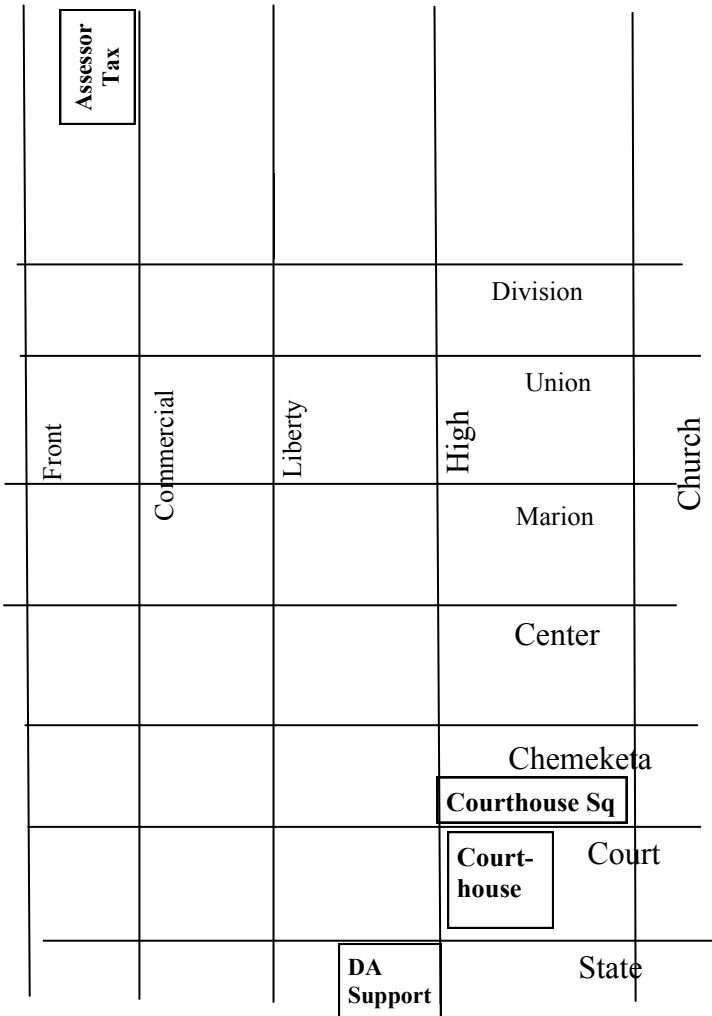 Assessor
Tax
Division
Union
Front
Commercial
Liberty
High
Church
Marion
Center
Chemeketa
Courthouse Sq
Court-
house
Court
DA
Support
State